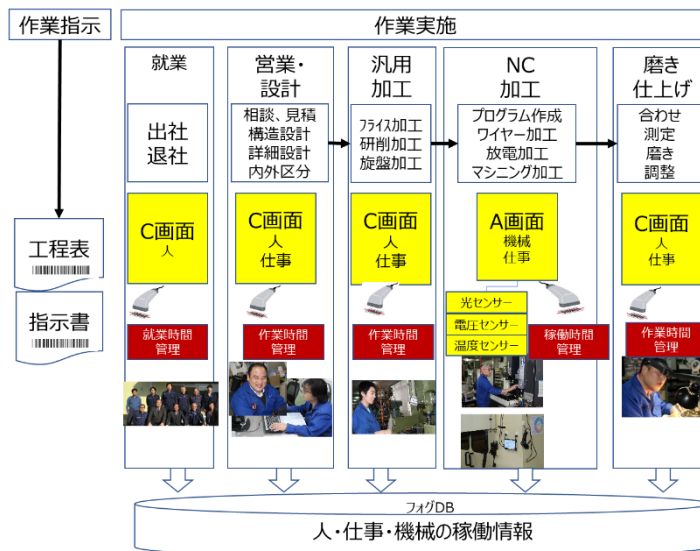 作業指示
作業実施
就業
出社
退社
C画面
人
就業時間
管理
営業・
設計
相談、見積
構造設計
詳細設計
内外区分
C画面
人
仕事
作業時間
管理
汎用
加工
フライス加工
研削加工
旋盤加工
C画面
人
仕事
作業時間
管理
NC
加工
プログラム作成
ワイヤー加工
放電加工
マシニング加工
A画面
機械
仕事
光センサー
電圧センサー
温度センサー
稼働時間
管理
磨き
仕上げ
合わせ
測定
磨き
調整
C画面
人
仕事
作業時間
管理
工程表
指示書
フォグDB
人・仕事・機械の稼働情報